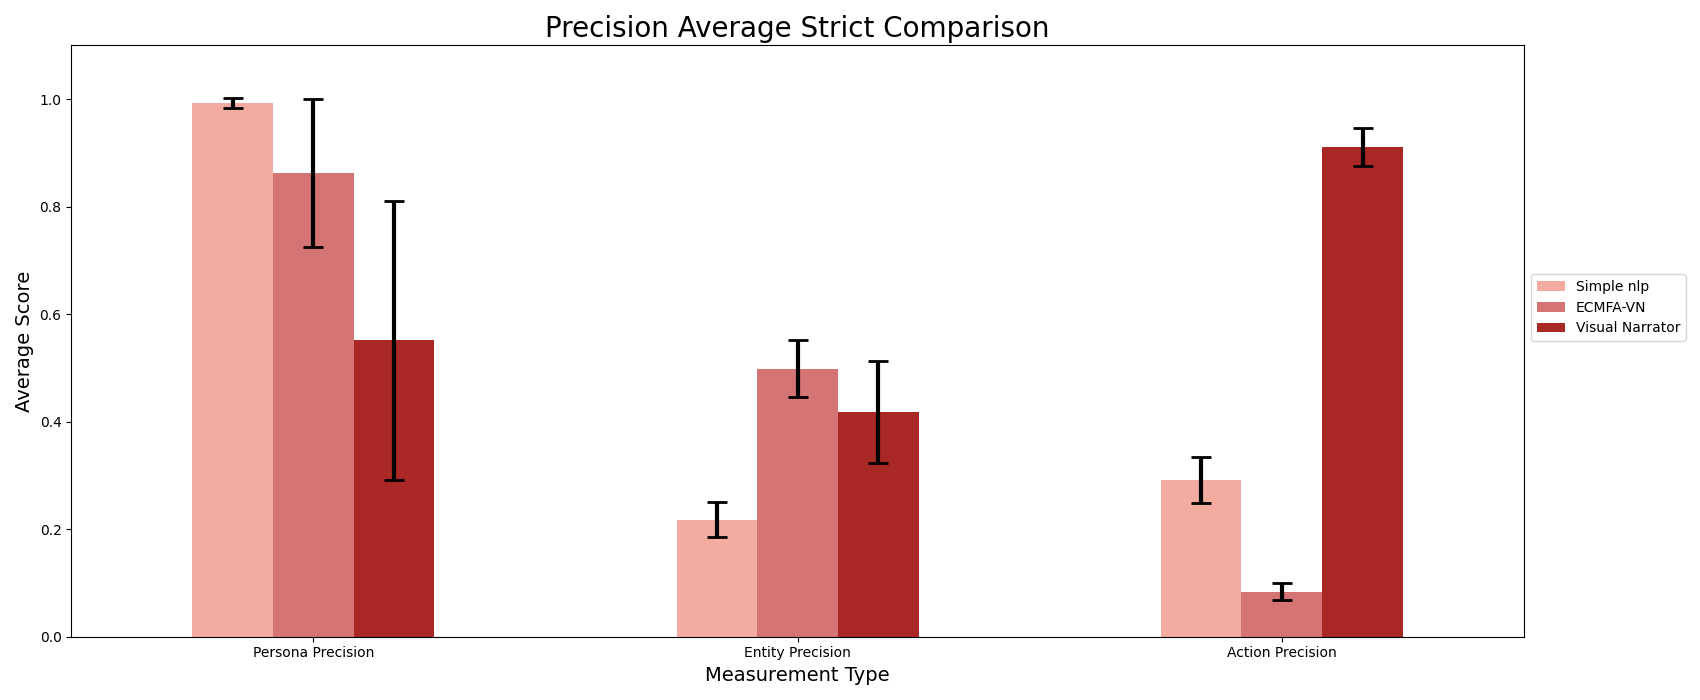 Precision Average Strict Comparison
Average Score
1.0
0.8
0.6
0.4
0.2
0.0
Persona Precision
Entity Precision
Action Precision
Measurement Type
Simple nlp
ECMFA-VN
Visual Narrator